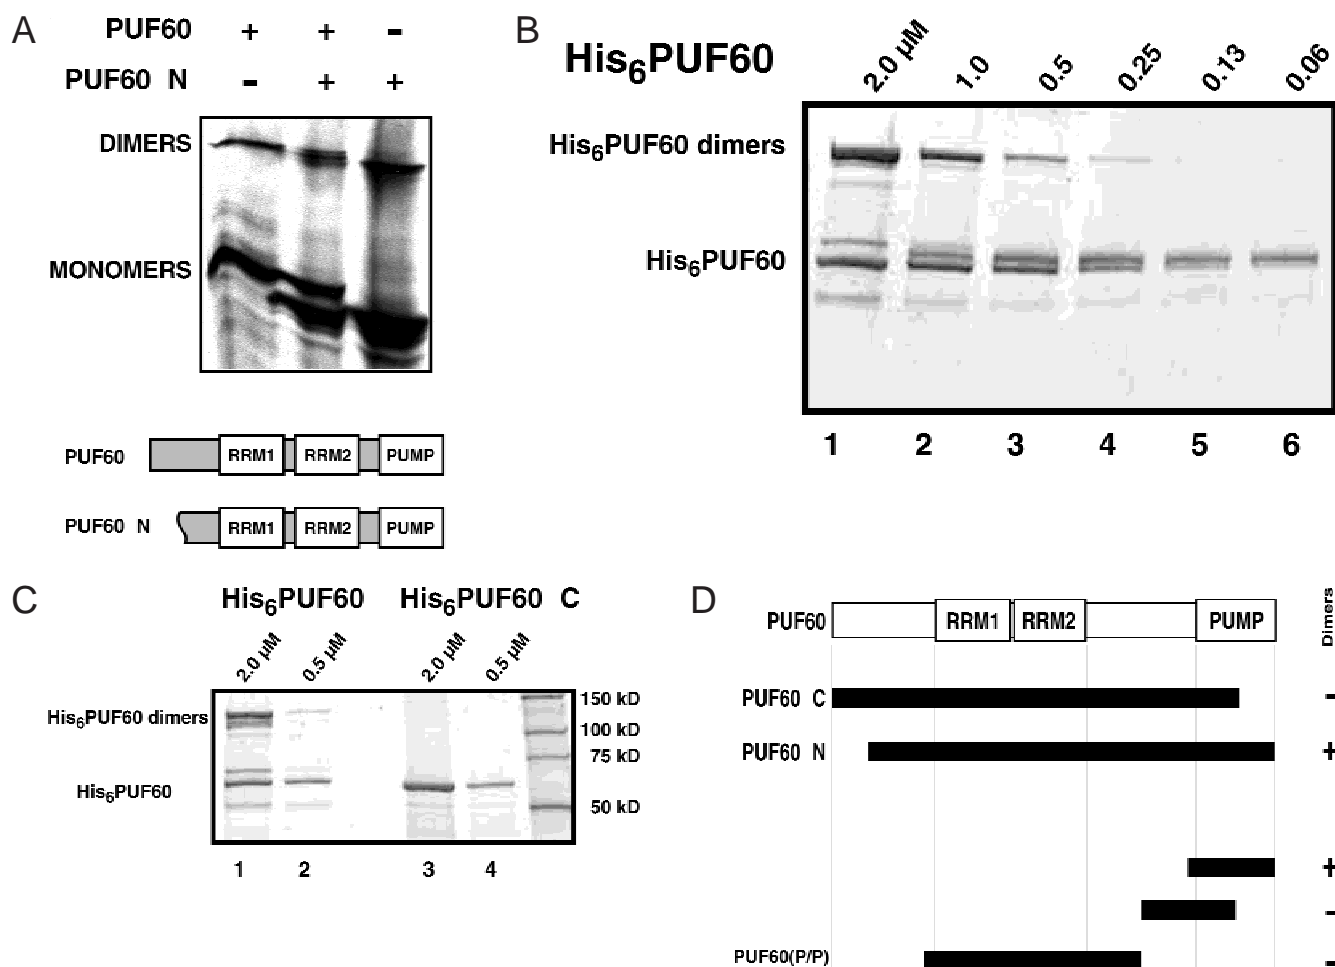 A
PUF60 + + -
PUF60 N - + +
DIMERS
MONOMERS
PUF60 RRM1 RRM2 PUMP
PUF60 N RRM1 RRM2 PUMP
B
His6PUF60 2.0 µM 1.0 0.5 0.25 0.13 0.06
His6PUF60 dimers
His6PUF60
1 2 3 4 5 6
C
His6PUF60 His6PUF60 C
2.0 µM 0.5 µM 2.0 µM 0.5 µM
His6PUF60 dimers
His6PUF60
150 kD
100 kD
75 kD
50 kD
1 2 3 4
D
Dimers
PUF60 RRM1 RRM2 PUMP
PUF60 C -
PUF60 N +
+
-
PUF60(P/P) -